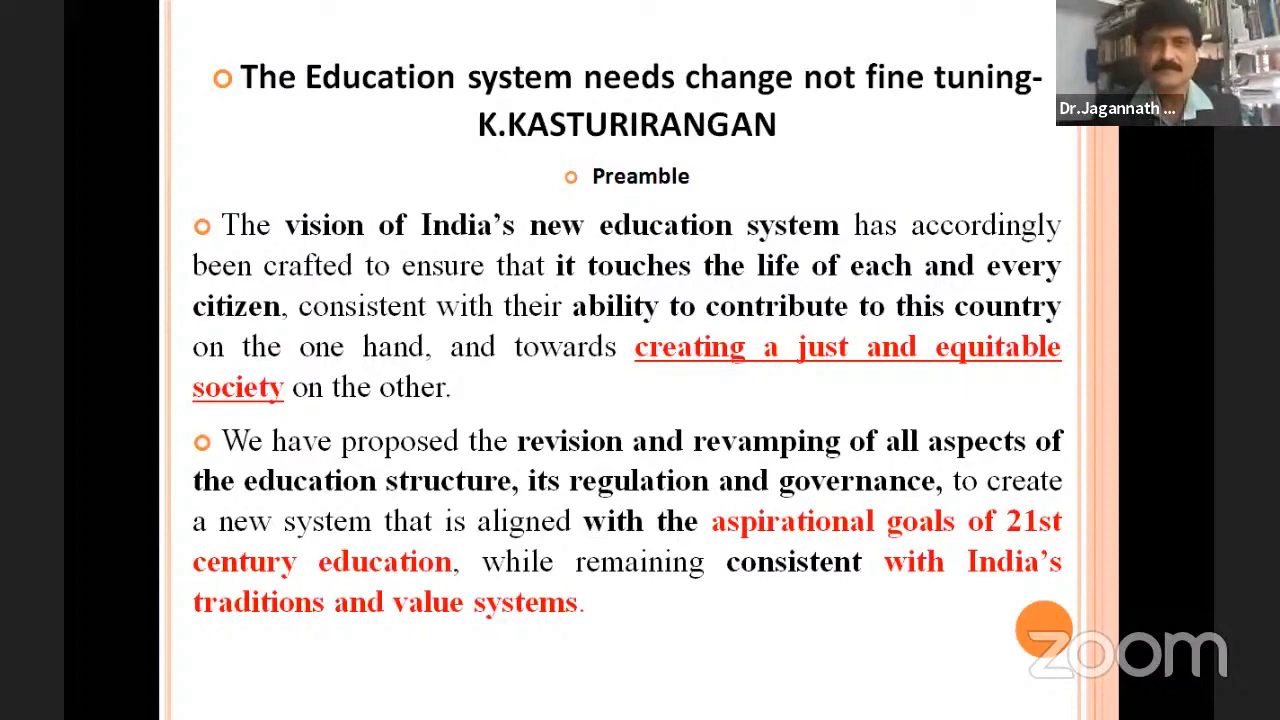 The Education system needs change not fine tuning-
K.KASTURIRANGAN
Preamble
The vision of India's new education system has accordingly
been crafted to ensure that it touches the life of each and every
citizen, consistent with their ability to contribute to this country
on the one hand, and towards creating a just and equitable
society on the other.
We have proposed the revision and revamping of all aspects of
the education structure, its regulation and governance, to create
a new system that is aligned with the aspirational goals of 21st
century education, while remaining consistent with India's
traditions and value systems.
Dr.Jagannath ...
zoom